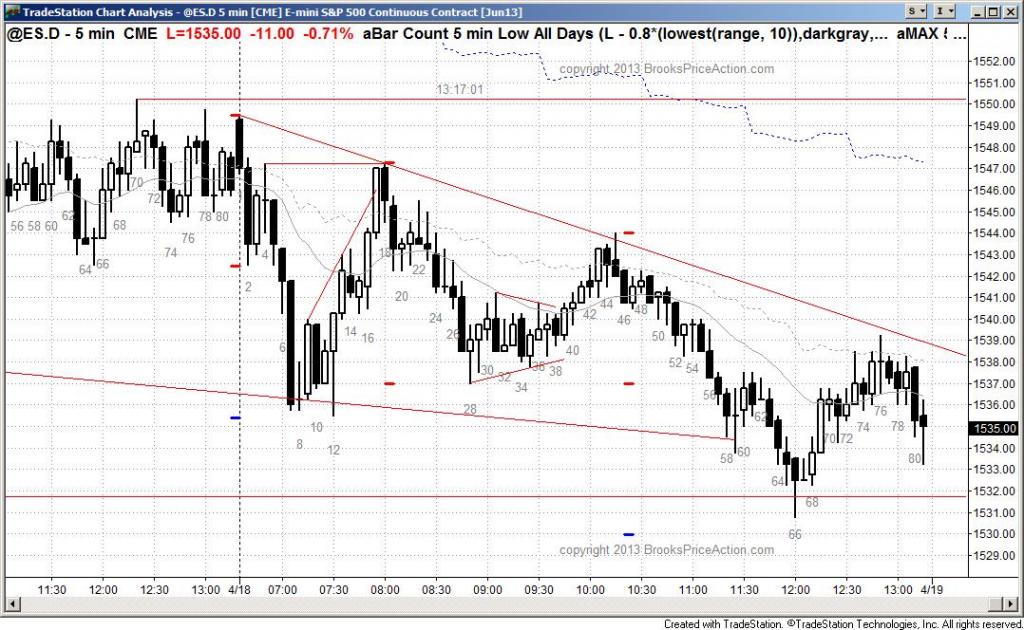 TradeStation Chart Analysis - @ES.D 5 min [CME] E-mini S&P 500 Continuous Contract [Jun13]
S I
@ES.D - 5 min CME L=1535.00 -11.00 -0.71% aBar Count 5 min Low All Days (L - 0.8*(lowest(range, 10)),darkgray,... aMAX ...
copyright 2013 BrooksPriceAction.com
13:17:01
1552.00
1551.00
1550.00
1549.00
1548.00
1547.00
1546.00
1545.00
1544.00
1543.00
1542.00
1541.00
1540.00
1539.00
1538.00
1537.00
1536.00
1535.00
1534.00
1533.00
1532.00
1531.00
1530.00
1529.00
56 58 60 62 64 66 68 70 72 74 76 78 80
2 4 6 8 10 12 14 16 18 20 22 24 26 28 30 32 34 36 38 40 42 44 46 48 50 52 54 56 58 60 62 64 66 68 70 72 74 76 78 80
copyright 2013 BrooksPriceAction.com
11:30 12:00 12:30 13:00 4/18 07:00 07:30 08:00 08:30 09:00 09:30 10:00 10:30 11:00 11:30 12:00 12:30 13:00 4/19
Created with TradeStation. ©TradeStation Technologies, Inc. All rights reserved.